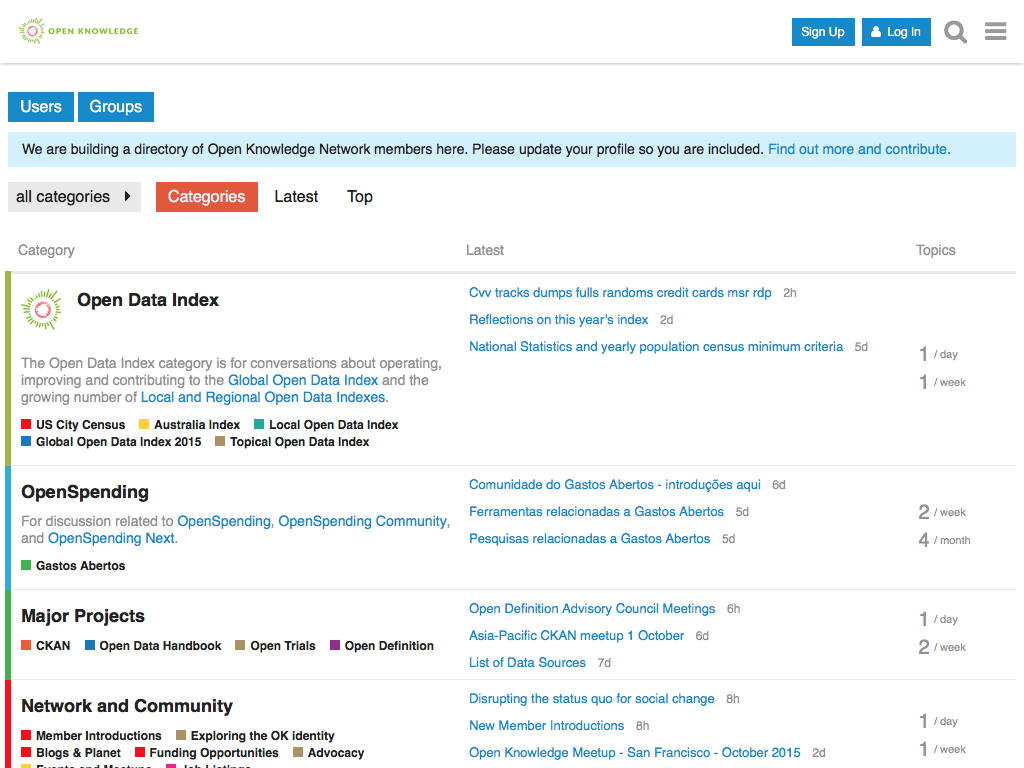 OPEN KNOWLEDGE
Sign Up
Log In
Users
Groups
We are building a directory of Open Knowledge Network members here. Please update your profile so you are included. Find out more and contribute.
all categories
Categories
Latest
Top
Category
Latest
Topics
Open Data Index
The Open Data Index category is for conversations about operating,
improving and contributing to the Global Open Data Index and the
growing number of Local and Regional Open Data Indexes.
US City Census
Australia Index
Local Open Data Index
Global Open Data Index 2015
Topical Open Data Index
Cvv tracks dumps fulls randoms credit cards msr rdp 2h
Reflections on this year's index 2d
National Statistics and yearly population census minimum criteria 5d
1 / day
1 / week
OpenSpending
For discussion related to OpenSpending, OpenSpending Community,
and OpenSpending Next.
Gastos Abertos
Comunidade do Gastos Abertos - introduções aqui 6d
Ferramentas relacionadas a Gastos Abertos 5d
Pesquisas relacionadas a Gastos Abertos 5d
2 / week
4 / month
Major Projects
CKAN
Open Data Handbook
Open Trials
Open Definition
Open Definition Advisory Council Meetings 6h
Asia-Pacific CKAN meetup 1 October 6d
List of Data Sources 7d
1 / day
2 / week
Network and Community
Member Introductions
Exploring the OK identity
Blogs & Planet
Funding Opportunities
Advocacy
Events and Meetups
Job Listings
Disrupting the status quo for social change 8h
New Member Introductions 8h
Open Knowledge Meetup - San Francisco - October 2015 2d
1 / day
1 / week